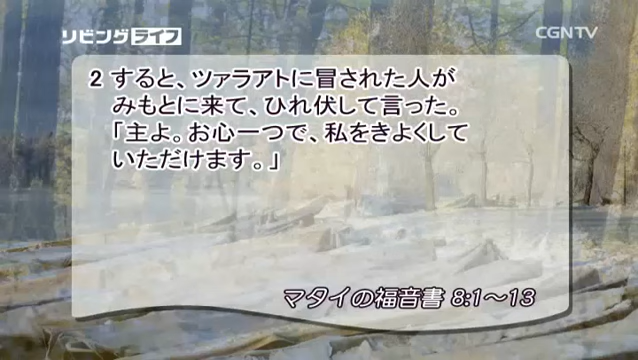 リビングライフ
CGNTV
2 すると、ツァラアトに冒された人が
みもとに来て、ひれ伏して言った。
「主よ。お心一つで、私をきよくして
いただけます。」
マタイの福音書 8:1~13